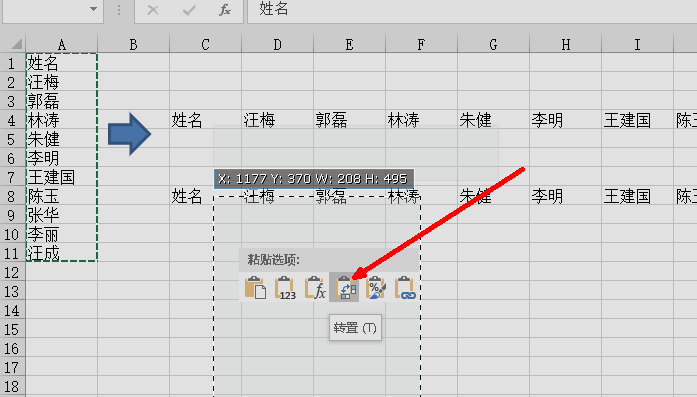 姓名
A B C D E F G H I
1 姓名
2 汪梅
3 郭磊
4 林涛 姓名 汪梅 郭磊 林涛 朱健 李明 王建国 陈玉
5 朱健
6 李明
7 王建国
X: 1177 Y: 370 W: 208 H: 495
8 陈玉 姓名 汪梅 郭磊 林涛 朱健 李明 王建国 陈玉
9 张华
10 李丽
11 汪成
粘贴选项:
12
13
123 fx %
14
转置 (T)
15
16
17
18